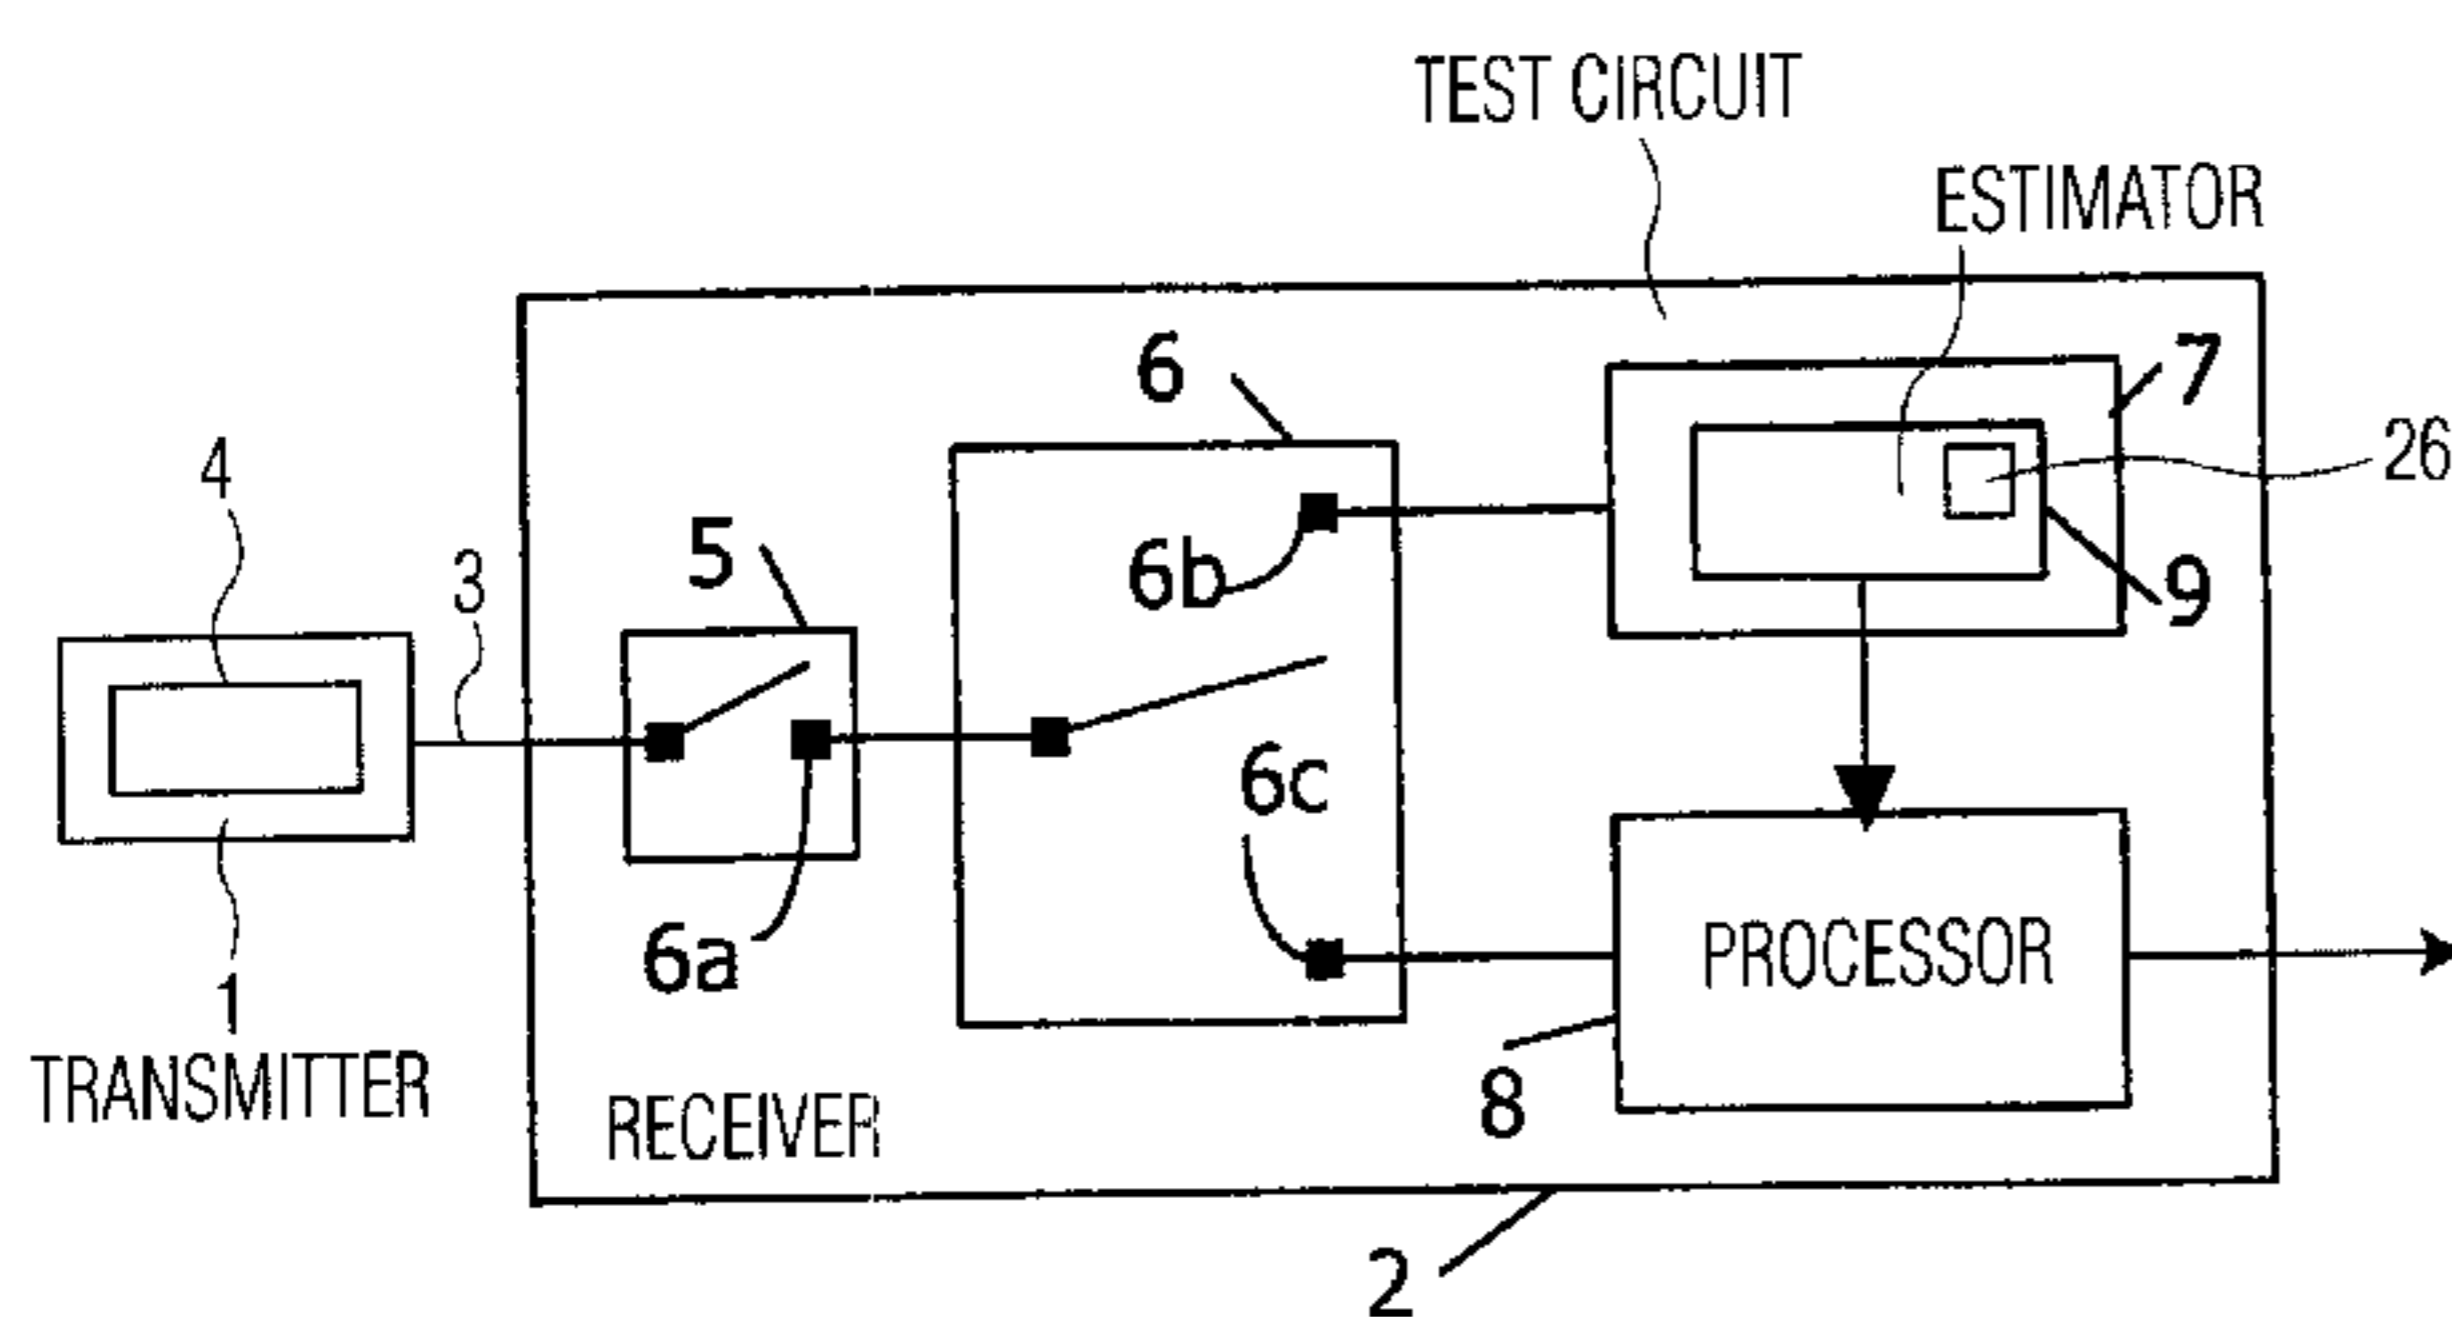 TEST CIRCUIT
ESTIMATOR
6
7
4
26
5
3
6b
9
6c
6a
PROCESSOR
1
TRANSMITTER
8
RECEIVER
2